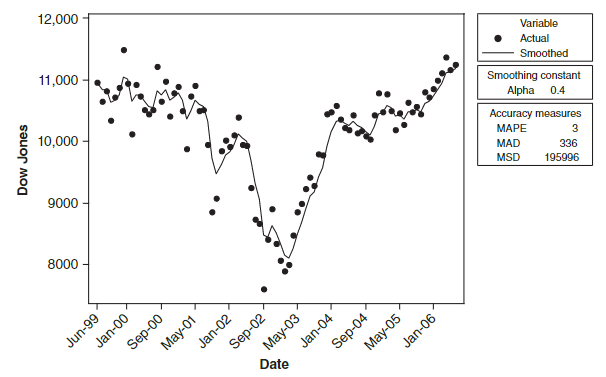 12,000
11,000
10,000
9000
8000
Dow Jones
Jun-99
Jan-00
Sep-00
May-01
Jan-02
Sep-02
May-03
Jan-04
Sep-04
May-05
Jan-06
Date
Variable
Actual
Smoothed
Smoothing constant
Alpha 0.4
Accuracy measures
MAPE 3
MAD 336
MSD 195996